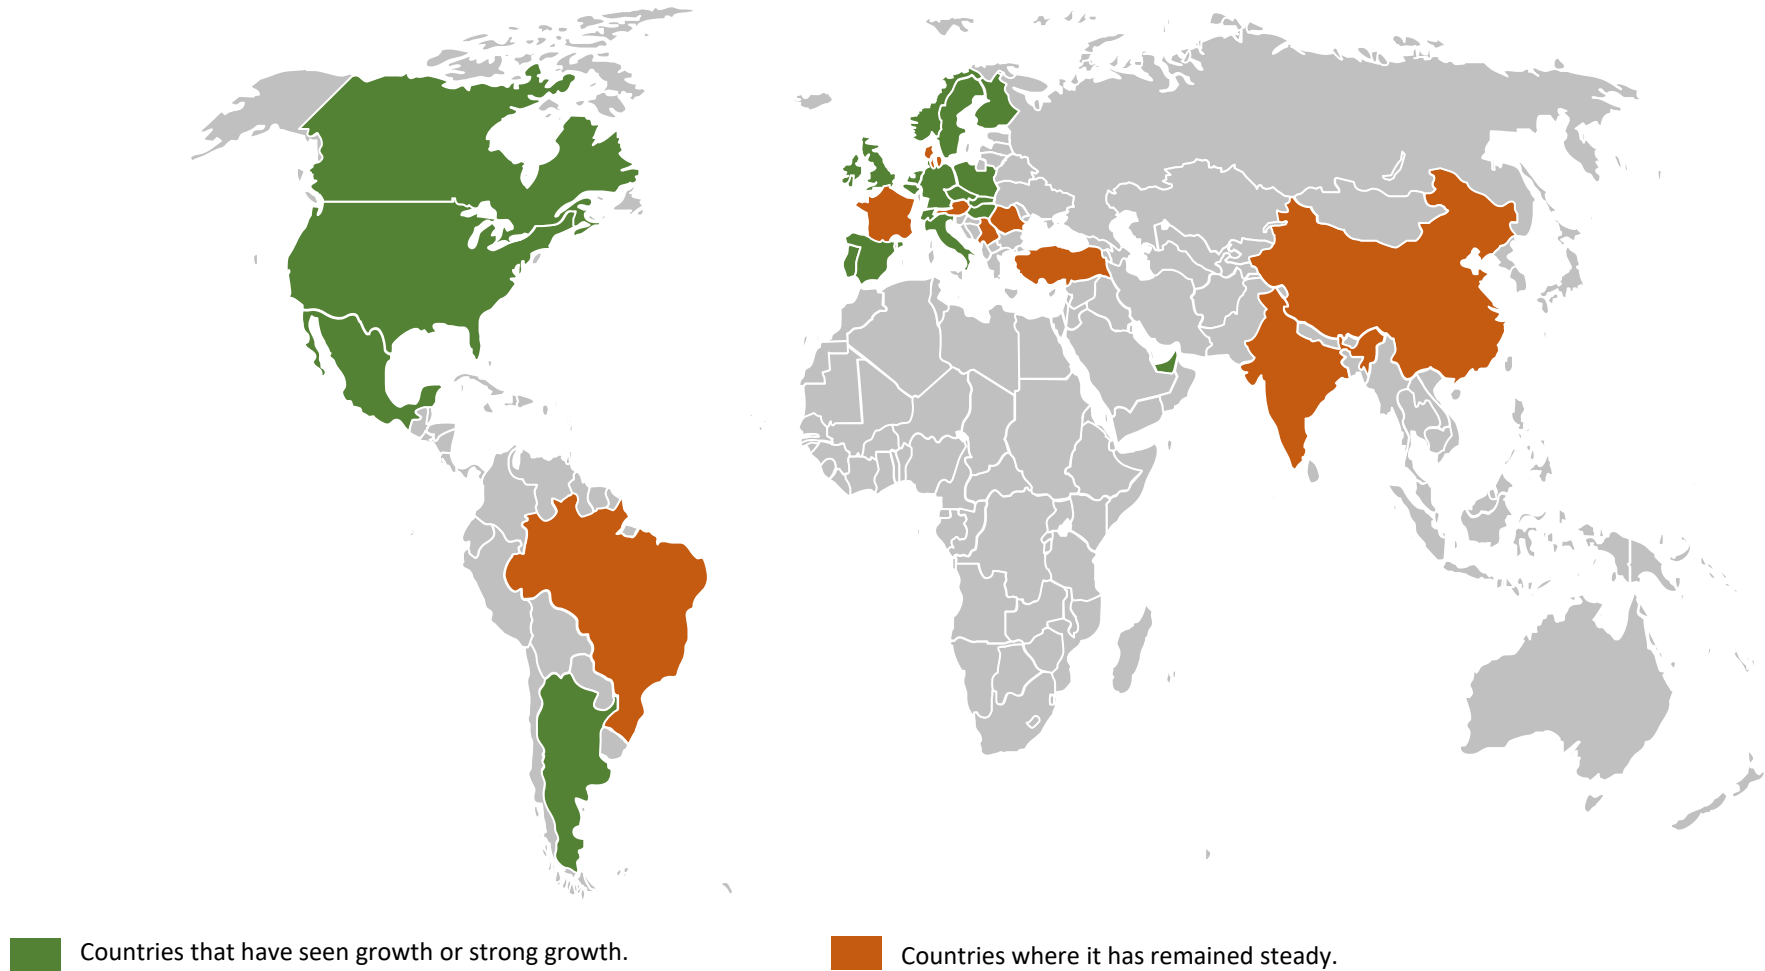 Countries that have seen growth or strong growth.
Countries where it has remained steady.